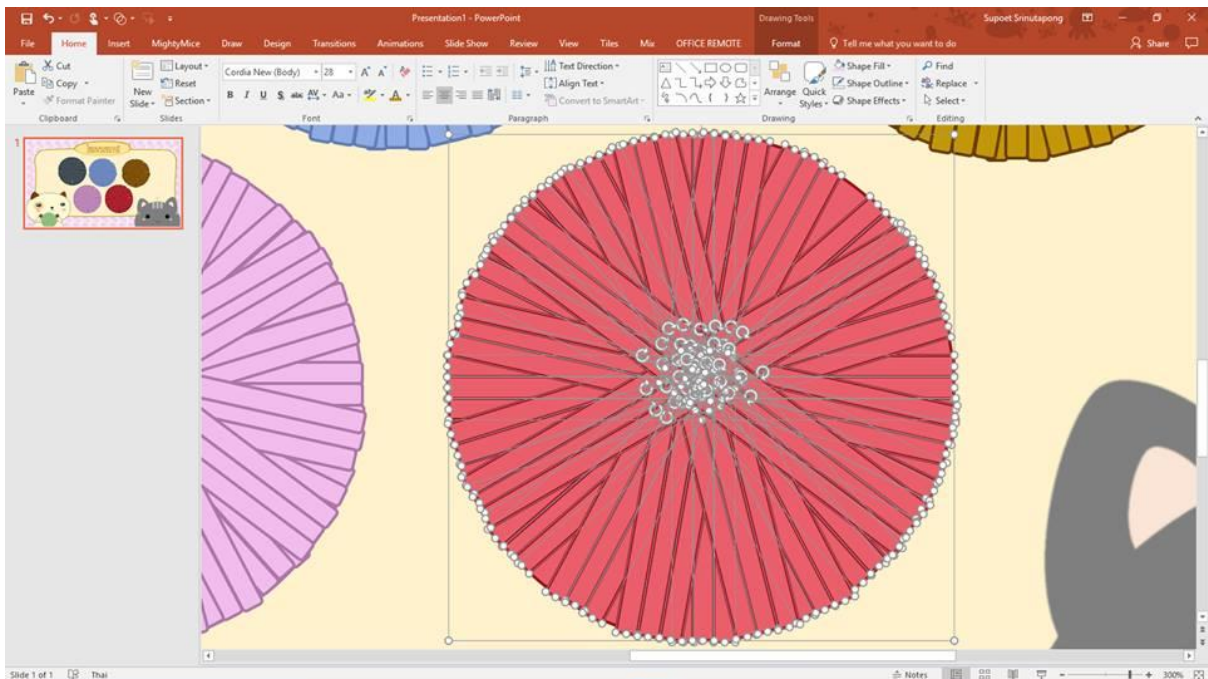 Presentation1 - PowerPoint
Drawing Tools
Supoet Srinutapong
File Home Insert MightyMice Draw Design Transitions Animations Slide Show Review View Tiles Mix OFFICE REMOTE Format Tell me what you want to do Share
Paste
Cut
Copy
Format Painter
Clipboard
New Slide
Layout
Reset
Section
Slides
Cordia New (Body) 28 A A
B I U S abc AV Aa A
Font
Text Direction
Align Text
Convert to SmartArt
Paragraph
Arrange
Quick Styles
Shape Fill
Shape Outline
Shape Effects
Drawing
Find
Replace
Select
Editing
1
Slide 1 of 1 Thai Notes 300%